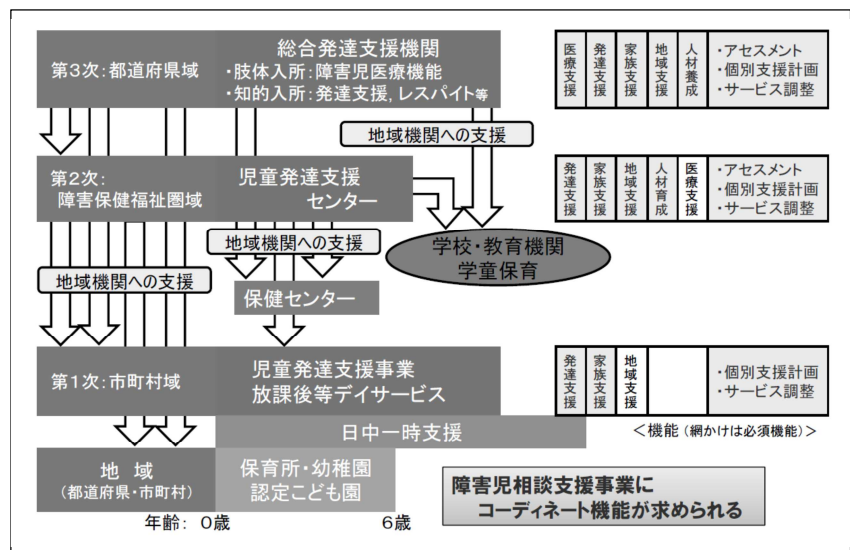 第3次:都道府県域
総合発達支援機関
・肢体入所:障害児医療機能
・知的入所:発達支援,レスパイト等
医療支援
発達支援
家族支援
地域支援
人材養成
・アセスメント
・個別支援計画
・サービス調整
地域機関への支援
第2次:
障害保健福祉圏域
児童発達支援
センター
発達支援
家族支援
地域支援
人材育成
医療支援
・アセスメント
・個別支援計画
・サービス調整
地域機関への支援
学校・教育機関
学童保育
地域機関への支援
保健センター
第1次:市町村域
児童発達支援事業
放課後等デイサービス
発達支援
家族支援
地域支援
・個別支援計画
・サービス調整
日中一時支援
<機能(網かけは必須機能)>
地 域
(都道府県・市町村)
保育所・幼稚園
認定こども園
障害児相談支援事業に
コーディネート機能が求められる
年齢: 0歳
6歳